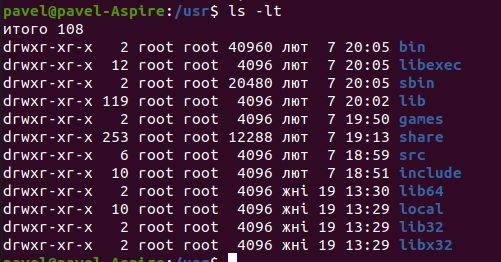 pavel@pavel-Aspire:/usr$ ls -lt
итого 108
drwxr-xr-x   2 root root 40960 лют  7 20:05 bin
drwxr-xr-x  12 root root  4096 лют  7 20:05 libexec
drwxr-xr-x   2 root root 20480 лют  7 20:05 sbin
drwxr-xr-x 119 root root  4096 лют  7 20:02 lib
drwxr-xr-x   2 root root  4096 лют  7 19:50 games
drwxr-xr-x 253 root root 12288 лют  7 19:13 share
drwxr-xr-x   6 root root  4096 лют  7 18:59 src
drwxr-xr-x  10 root root  4096 лют  7 18:51 include
drwxr-xr-x   2 root root  4096 жні 19 13:30 lib64
drwxr-xr-x  10 root root  4096 жні 19 13:29 local
drwxr-xr-x   2 root root  4096 жні 19 13:29 lib32
drwxr-xr-x   2 root root  4096 жні 19 13:29 libx32
pavel@pavel-Aspire:/usr$